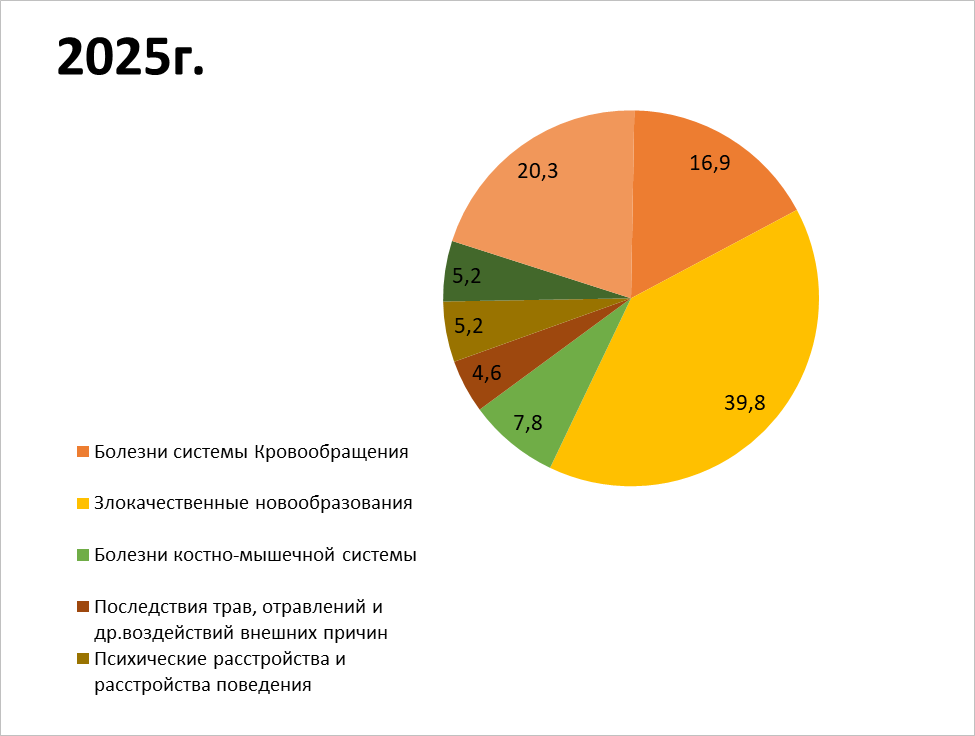 2025г.
20,3
16,9
5,2
5,2
4,6
7,8
39,8
Болезни системы Кровообращения
Злокачественные новообразования
Болезни костно-мышечной системы
Последствия трав, отравлений и
др.воздействий внешних причин
Психические расстройства и
расстройства поведения